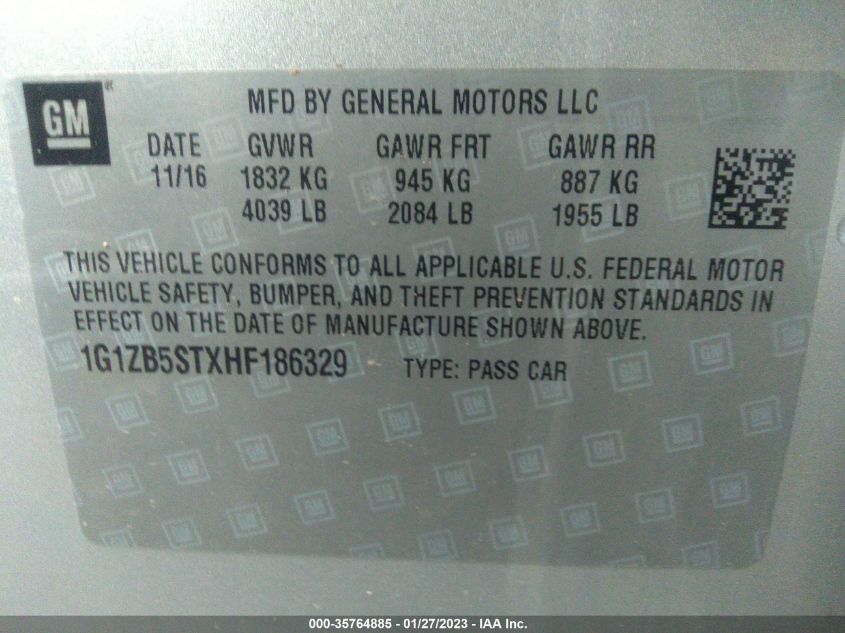 GM
MFD BY GENERAL MOTORS LLC
DATE GVWR GAWR FRT GAWR RR
11/16 1832 KG 945 KG 887 KG
4039 LB 2084 LB 1955 LB
THIS VEHICLE CONFORMS TO ALL APPLICABLE U.S. FEDERAL MOTOR
VEHICLE SAFETY, BUMPER, AND THEFT PREVENTION STANDARDS IN
EFFECT ON THE DATE OF MANUFACTURE SHOWN ABOVE.
1G1ZB5STXHF186329 TYPE: PASS CAR
000-35764885 - 01/27/2023 - IAA Inc.